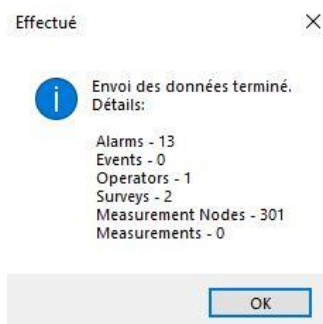 Effectué
Envoi des données terminé.
Détails:
Alarms - 13
Events - 0
Operators - 1
Surveys - 2
Measurement Nodes - 301
Measurements - 0
OK